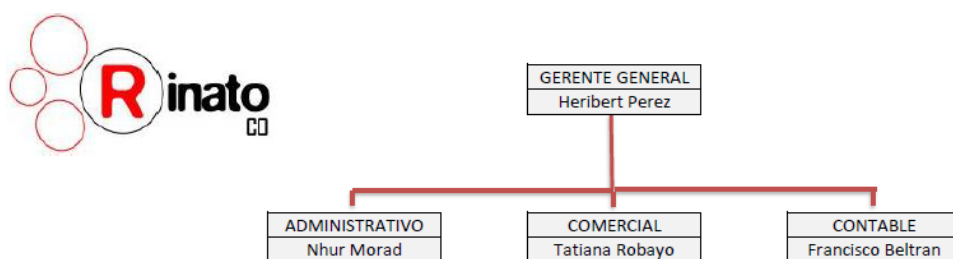 Rinato
CO
GERENTE GENERAL
Heribert Perez
ADMINISTRATIVO
Nhur Morad
COMERCIAL
Tatiana Robayo
CONTABLE
Francisco Beltran